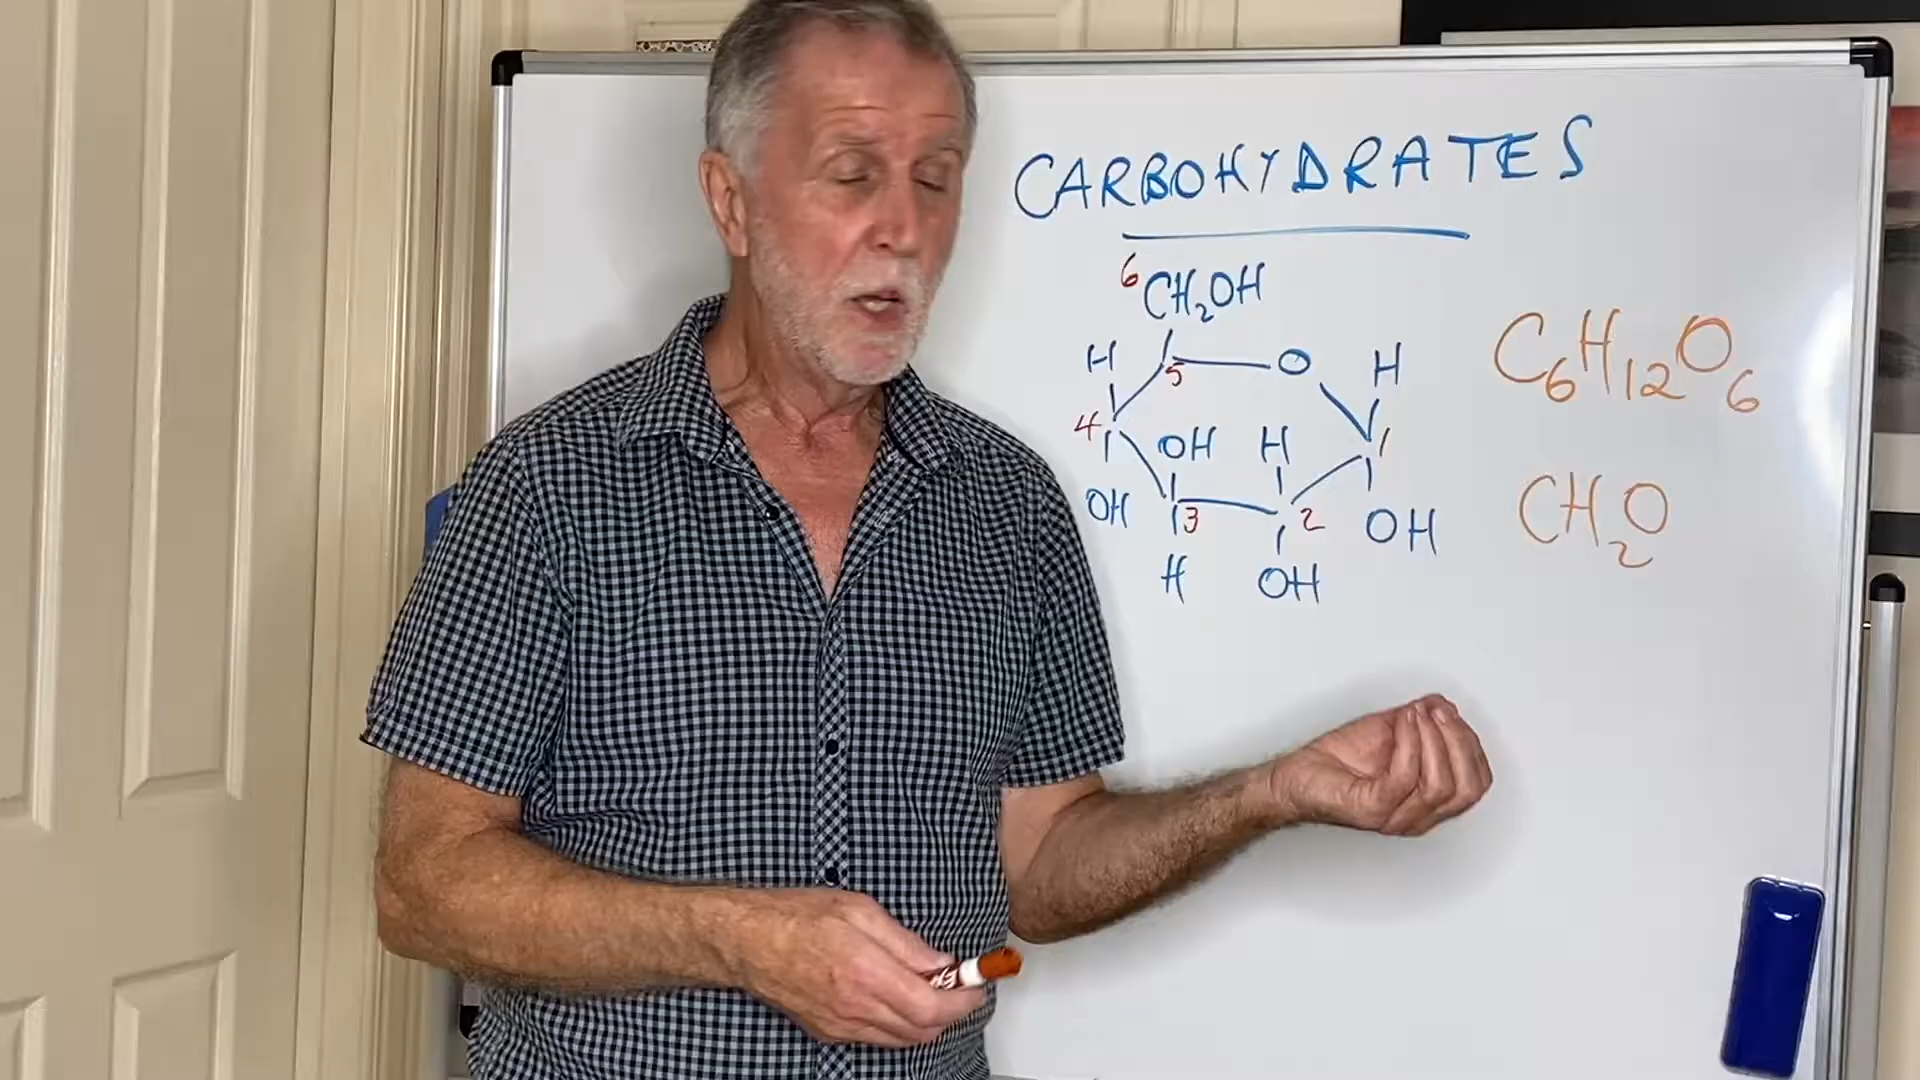 CARBOHYDRATES
6 CH2OH
H 5 O H
4 OH H 1
OH 3 2 OH
H OH
C6H12O6
CH2O